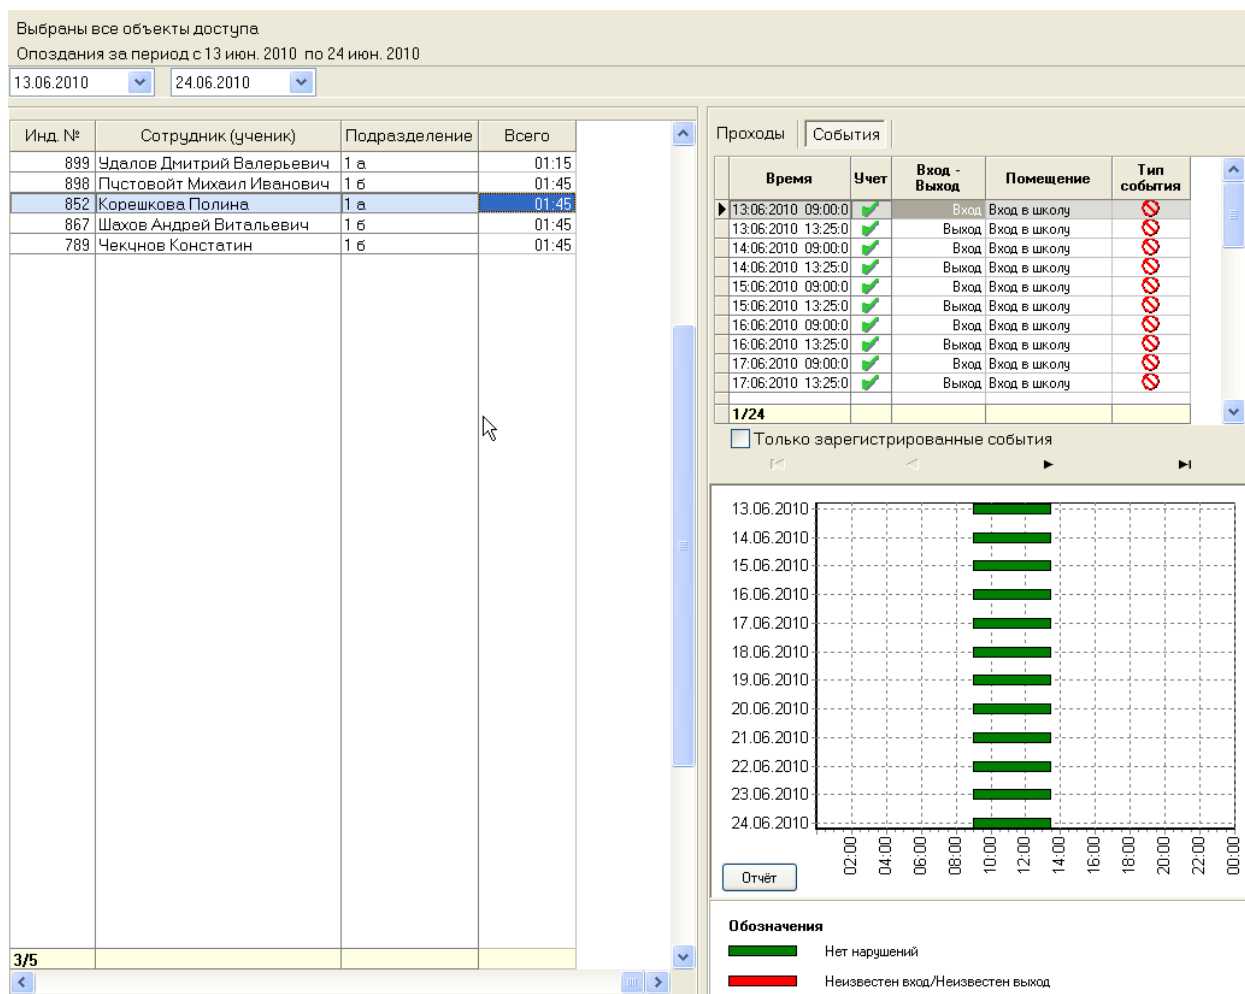 Выбраны все объекты доступа
Опоздания за период с 13 июн. 2010 по 24 июн. 2010
13.06.2010 24.06.2010
Инд. № Сотрудник (ученик) Подразделение Всего
899 Удалов Дмитрий Валерьевич 1 а 01:15
898 Пустовойт Михаил Иванович 1 б 01:45
852 Корешкова Полина 1 а 01:45
867 Шахов Андрей Витальевич 1 б 01:45
789 Чекунов Констатин 1 б 01:45
3/5
Проходы События
Время Учет Вход - Выход Помещение Тип события
13:06:2010 09:00:0 Вход Вход в школу
13:06:2010 13:25:0 Выход Вход в школу
14:06:2010 09:00:0 Вход Вход в школу
14:06:2010 13:25:0 Выход Вход в школу
15:06:2010 09:00:0 Вход Вход в школу
15:06:2010 13:25:0 Выход Вход в школу
16:06:2010 09:00:0 Вход Вход в школу
16:06:2010 13:25:0 Выход Вход в школу
17:06:2010 09:00:0 Вход Вход в школу
17:06:2010 13:25:0 Выход Вход в школу
1/24
Только зарегистрированные события
13.06.2010
14.06.2010
15.06.2010
16.06.2010
17.06.2010
18.06.2010
19.06.2010
20.06.2010
21.06.2010
22.06.2010
23.06.2010
24.06.2010
02:00 04:00 06:00 08:00 10:00 12:00 14:00 16:00 18:00 20:00 22:00 00:00
Отчёт
Обозначения
Нет нарушений
Неизвестен вход/Неизвестен выход